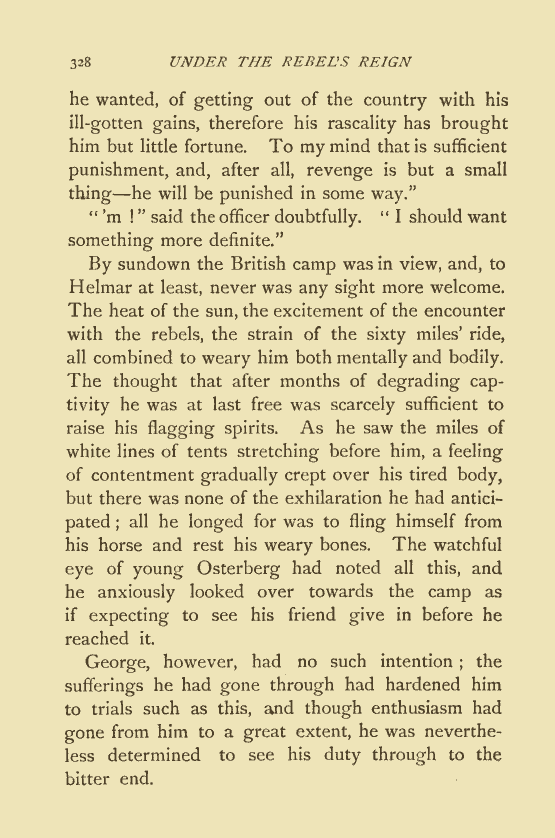 328 UNDER THE REBEL'S REIGN
he wanted, of getting out of the country with his
ill-gotten gains, therefore his rascality has brought
him but little fortune. To my mind that is sufficient
punishment, and, after all, revenge is but a small
thing—he will be punished in some way.”
“ 'm ! ” said the officer doubtfully. “ I should want
something more definite.”
By sundown the British camp was in view, and, to
Helmar at least, never was any sight more welcome.
The heat of the sun, the excitement of the encounter
with the rebels, the strain of the sixty miles' ride,
all combined to weary him both mentally and bodily.
The thought that after months of degrading cap-
tivity he was at last free was scarcely sufficient to
raise his flagging spirits. As he saw the miles of
white lines of tents stretching before him, a feeling
of contentment gradually crept over his tired body,
but there was none of the exhilaration he had antici-
pated ; all he longed for was to fling himself from
his horse and rest his weary bones. The watchful
eye of young Osterberg had noted all this, and
he anxiously looked over towards the camp as
if expecting to see his friend give in before he
reached it.
George, however, had no such intention ; the
sufferings he had gone through had hardened him
to trials such as this, and though enthusiasm had
gone from him to a great extent, he was neverthe-
less determined to see his duty through to the
bitter end.